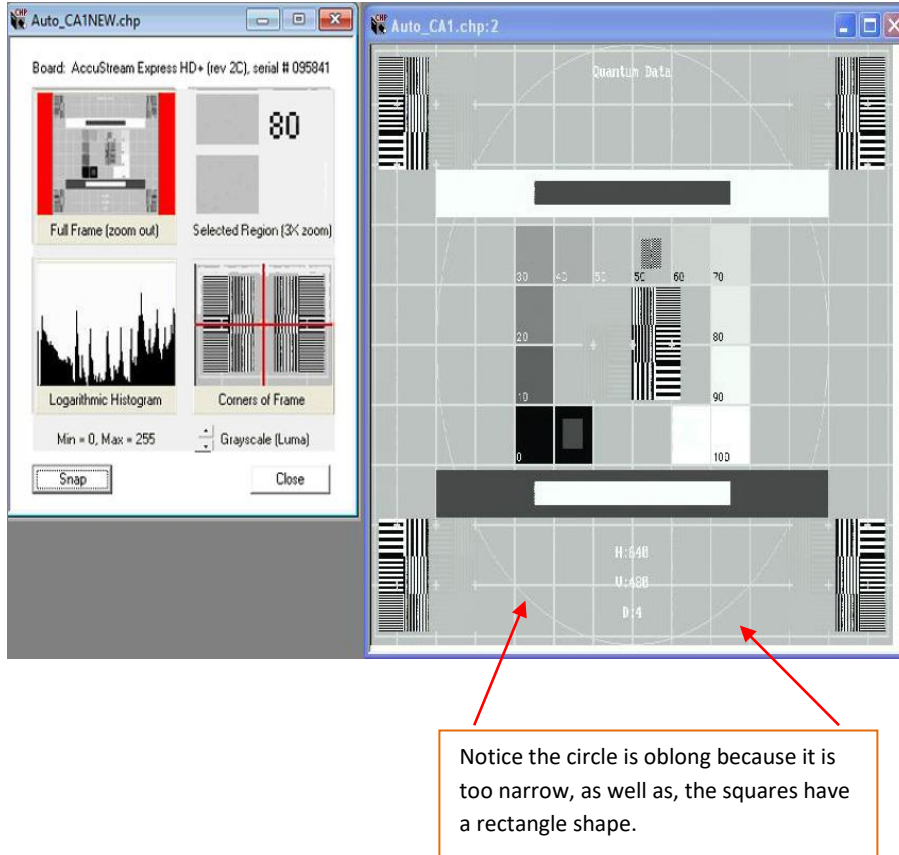 Auto_CA1NEW.chp
Board: AccuStream Express HD+ (rev 2C), serial # 095841
80
Full Frame (zoom out)
Selected Region (3X zoom)
Logarithmic Histogram
Corners of Frame
Min = 0, Max = 255
Grayscale (Luma)
Snap
Close
Auto_CA1.chp:2
Quantum Data
30 40 50 50 60 70
20 80
10 90
0 100
H:640
V:480
D:4
Notice the circle is oblong because it is
too narrow, as well as, the squares have
a rectangle shape.